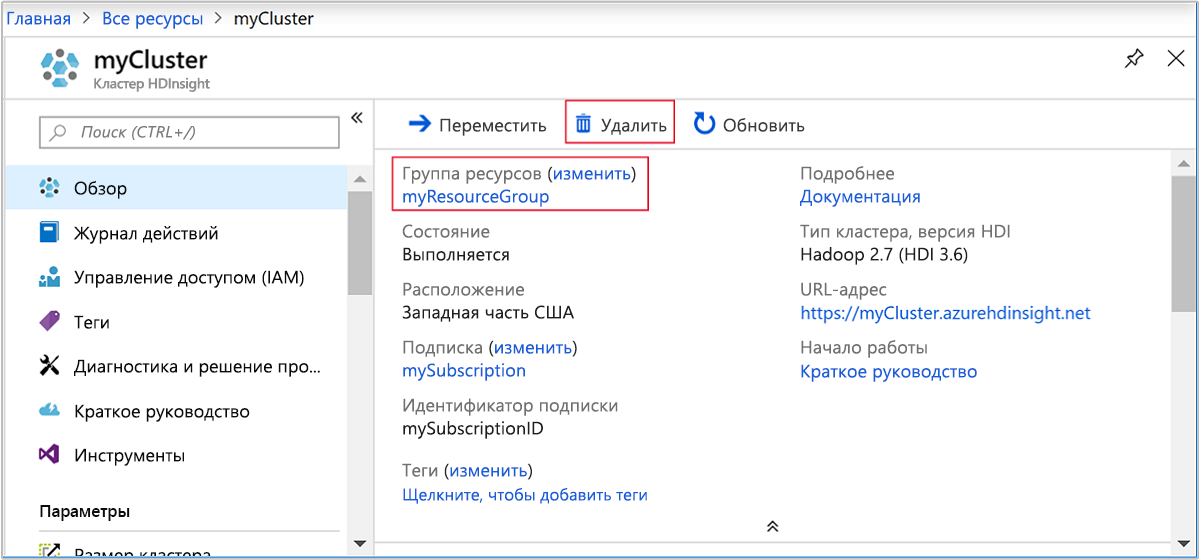 Главная > Все ресурсы > myCluster
myCluster
Кластер HDInsight
Поиск (CTRL+/)
«
Обзор
Журнал действий
Управление доступом (IAM)
Теги
Диагностика и решение про...
Краткое руководство
Инструменты
Параметры
Размер кластера
Переместить
Удалить
Обновить
Группа ресурсов (изменить)
myResourceGroup
Состояние
Выполняется
Расположение
Западная часть США
Подписка (изменить)
mySubscription
Идентификатор подписки
mySubscriptionID
Теги (изменить)
Щелкните, чтобы добавить теги
Подробнее
Документация
Тип кластера, версия HDI
Hadoop 2.7 (HDI 3.6)
URL-адрес
https://myCluster.azurehdinsight.net
Начало работы
Краткое руководство